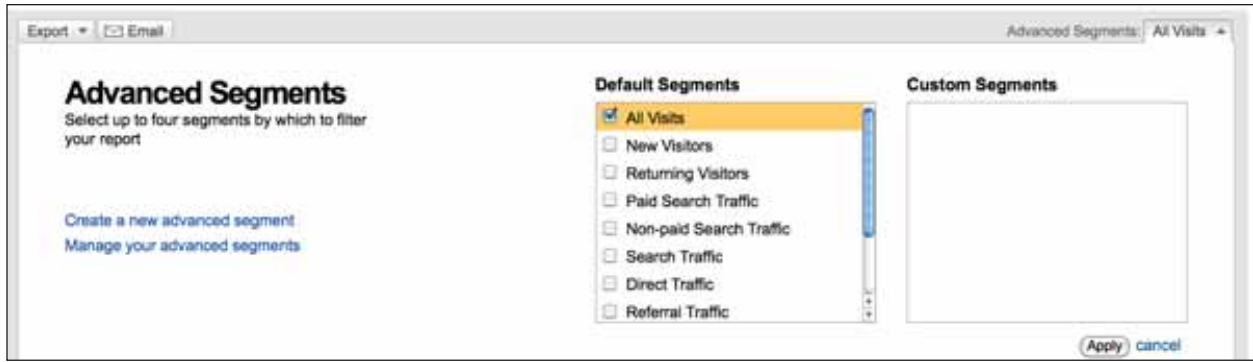 Export Email Advanced Segments: All Visits
Advanced Segments
Select up to four segments by which to filter
your report
Create a new advanced segment
Manage your advanced segments
Default Segments
All Visits
New Visitors
Returning Visitors
Paid Search Traffic
Non-paid Search Traffic
Search Traffic
Direct Traffic
Referral Traffic
Custom Segments
Apply cancel